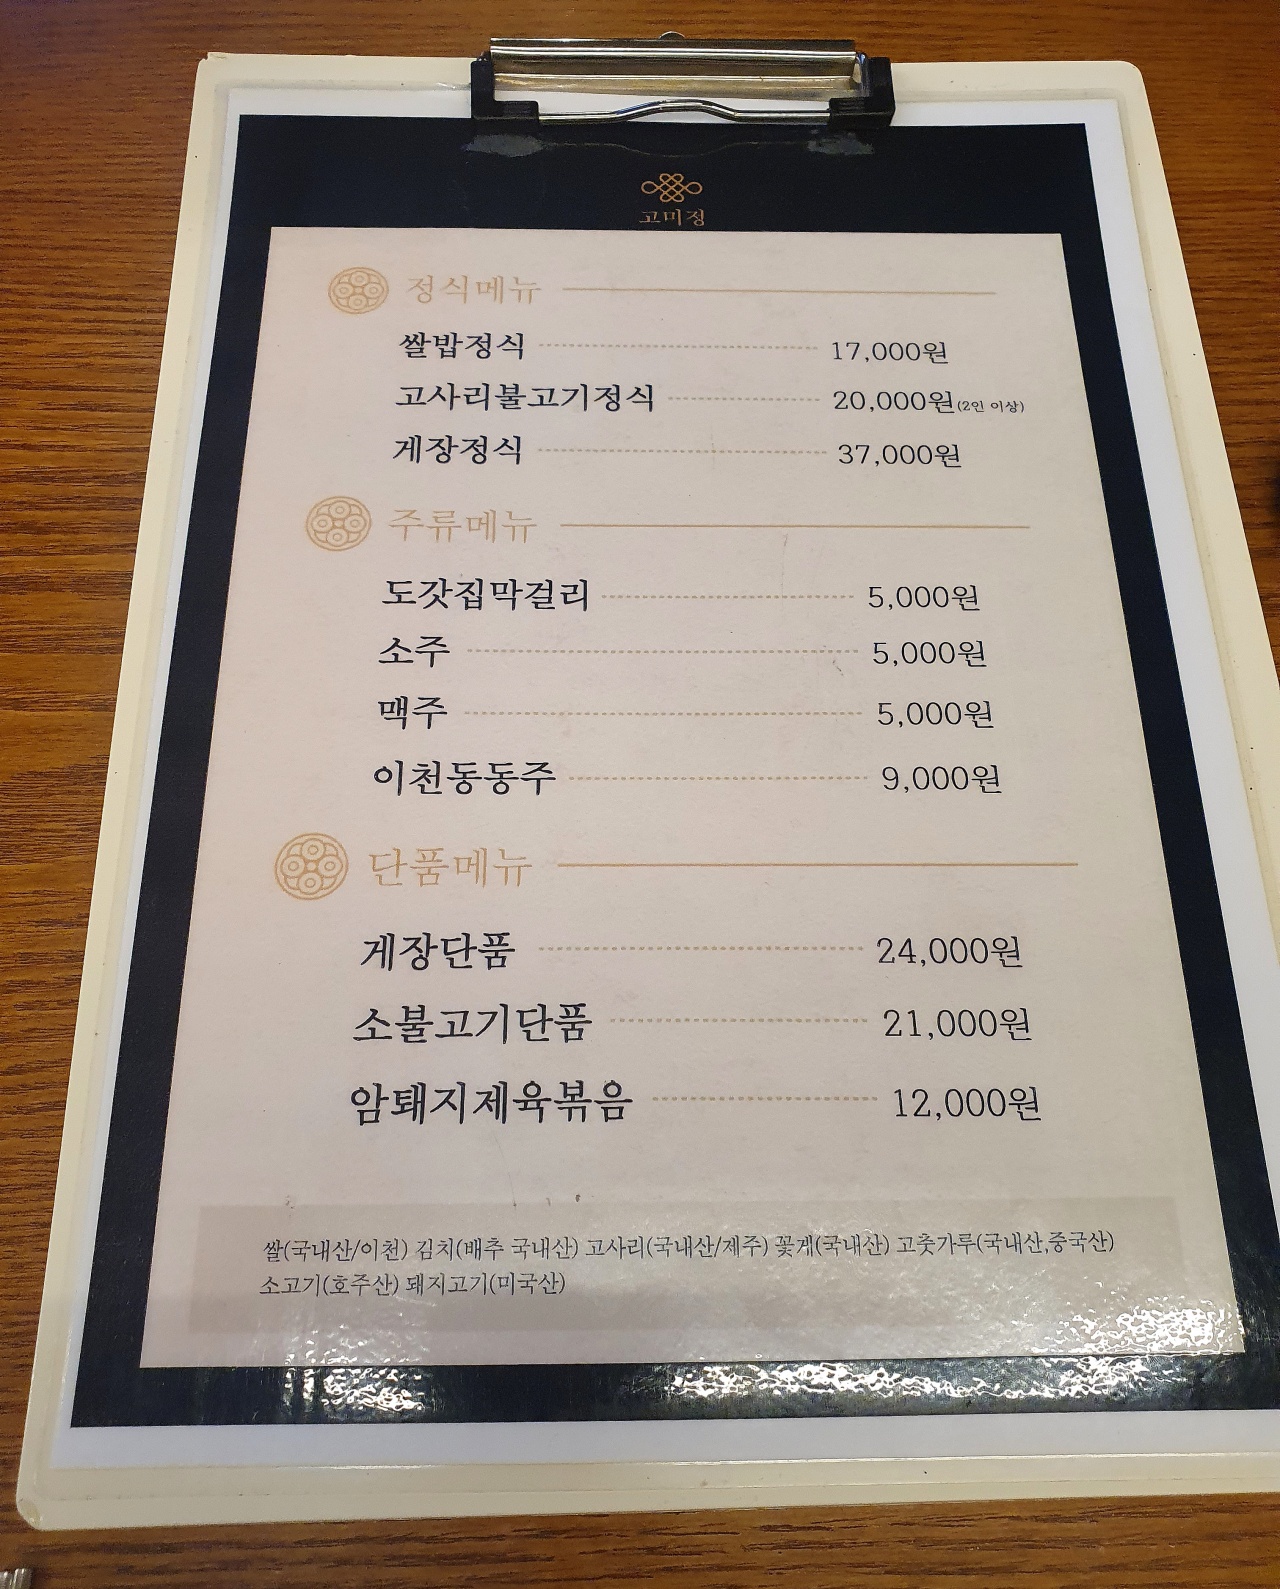 고미정
정식메뉴
쌀밥정식 17,000원
고사리불고기정식 20,000원(2인 이상)
게장정식 37,000원
주류메뉴
도갓집막걸리 5,000원
소주 5,000원
맥주 5,000원
이천동동주 9,000원
단품메뉴
게장단품 24,000원
소불고기단품 21,000원
암퇘지제육볶음 12,000원
쌀(국내산/이천) 김치(배추 국내산) 고사리(국내산/제주) 꽃게(국내산) 고춧가루(국내산,중국산)
소고기(호주산) 돼지고기(미국산)